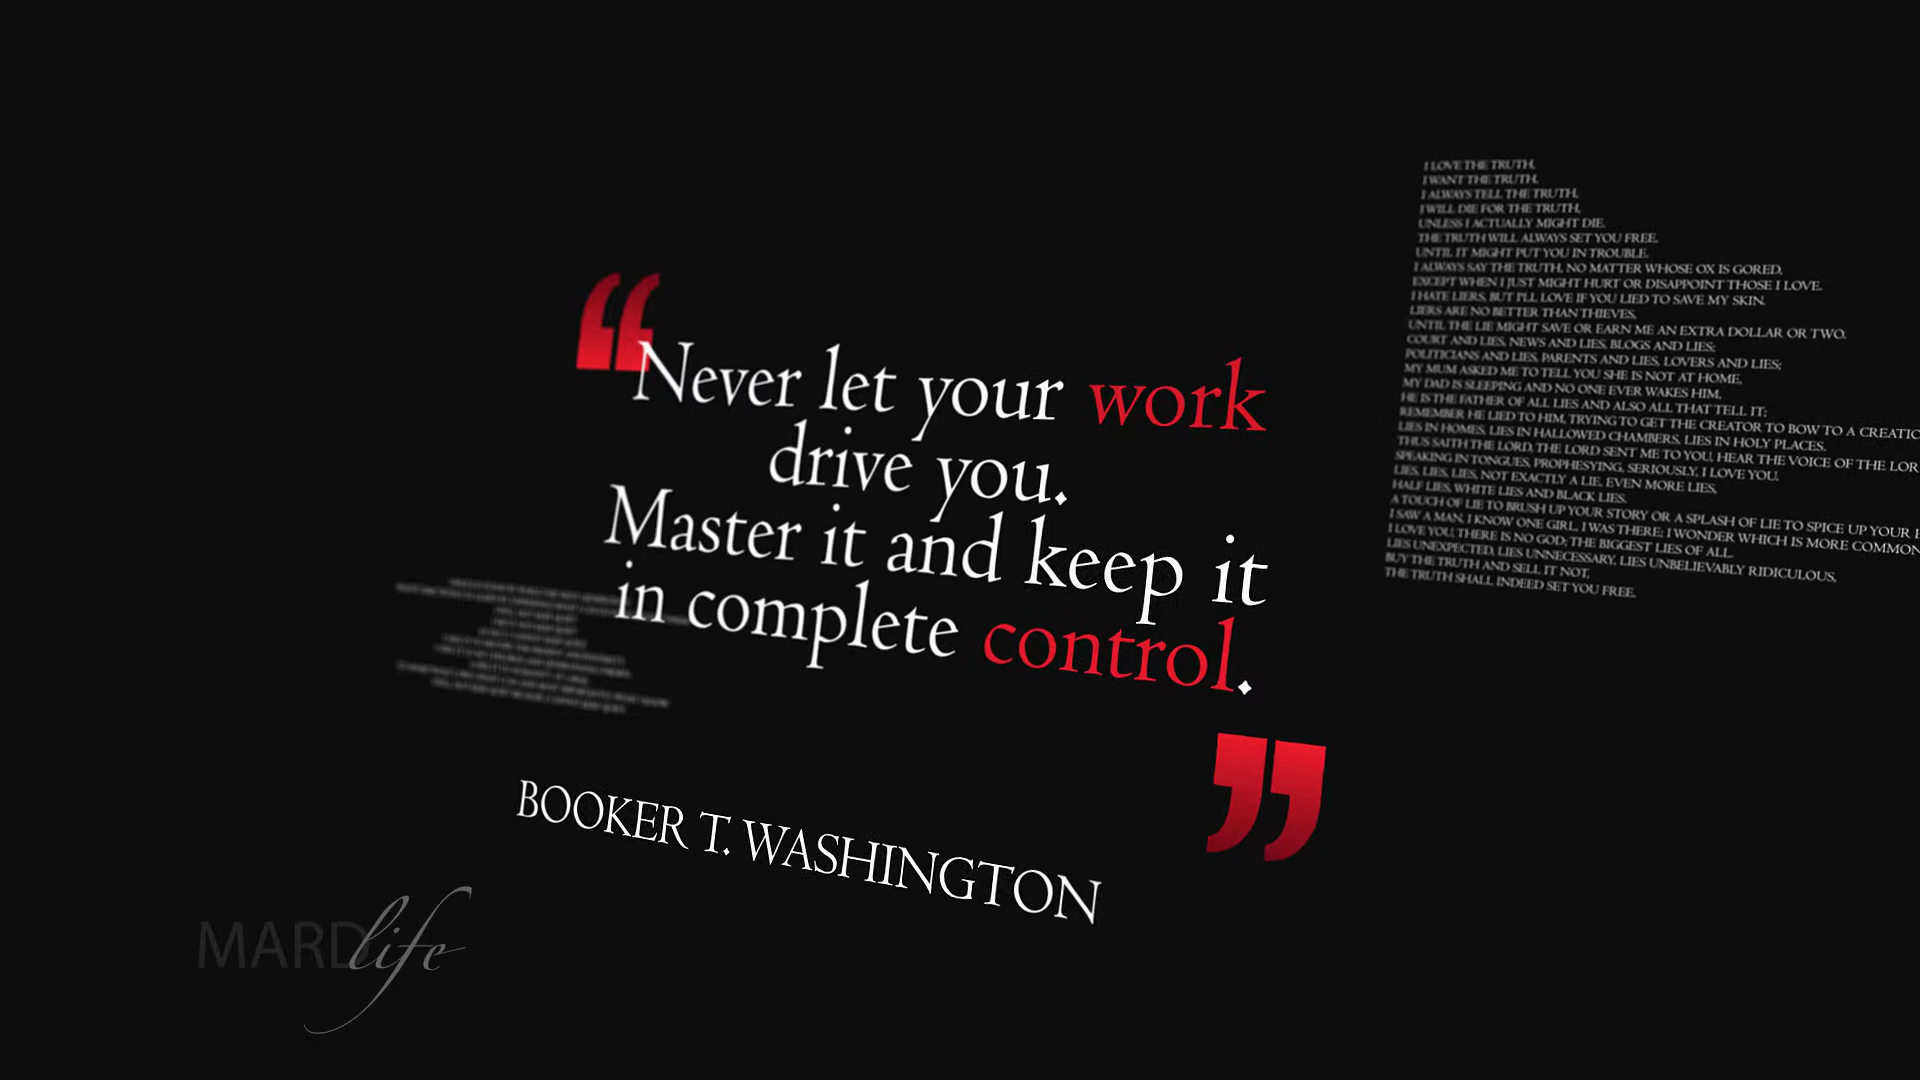 “Never let your work
drive you.
Master it and keep it
in complete control.”
BOOKER T. WASHINGTON
MARDlife
I LOVE THE TRUTH,
I WANT THE TRUTH,
I ALWAYS TELL THE TRUTH,
I WILL DIE FOR THE TRUTH,
UNLESS I ACTUALLY MIGHT DIE.
THE TRUTH WILL ALWAYS SET YOU FREE,
UNTIL IT MIGHT PUT YOU IN TROUBLE.
I ALWAYS SAY THE TRUTH, NO MATTER WHOSE OX IS GORED,
EXCEPT WHEN I JUST MIGHT HURT OR DISAPPOINT THOSE I LOVE.
I HATE LIERS, BUT I'LL LOVE IF YOU LIED TO SAVE MY SKIN.
LIERS ARE NO BETTER THAN THIEVES,
UNTIL THE LIE MIGHT SAVE OR EARN ME AN EXTRA DOLLAR OR TWO.
COURT AND LIES, NEWS AND LIES, BLOGS AND LIES;
POLITICIANS AND LIES, PARENTS AND LIES, LOVERS AND LIES;
MY MUM ASKED ME TO TELL YOU SHE IS NOT AT HOME,
MY DAD IS SLEEPING AND NO ONE EVER WAKES HIM,
HE IS THE FATHER OF ALL LIES AND ALSO ALL THAT TELL IT;
REMEMBER HE LIED TO HIM, TRYING TO GET THE CREATOR TO BOW TO A CREATIO
LIES IN HOMES, LIES IN HALLOWED CHAMBERS, LIES IN HOLY PLACES.
THUS SAITH THE LORD, THE LORD SENT ME TO YOU, HEAR THE VOICE OF THE LOR
SPEAKING IN TONGUES, PROPHESYING, SERIOUSLY, I LOVE YOU.
LIES, LIES, LIES, NOT EXACTLY A LIE, EVEN MORE LIES,
HALF LIES, WHITE LIES AND BLACK LIES.
A TOUCH OF LIE TO BRUSH UP YOUR STORY OR A SPLASH OF LIE TO SPICE UP YOUR
I SAW A MAN, I KNOW ONE GIRL, I WAS THERE; I WONDER WHICH IS MORE COMMON
I LOVE YOU, THERE IS NO GOD; THE BIGGEST LIES OF ALL.
LIES UNEXPECTED, LIES UNNECESSARY, LIES UNBELIEVABLY RIDICULOUS,
BUY THE TRUTH AND SELL IT NOT,
THE TRUTH SHALL INDEED SET YOU FREE.